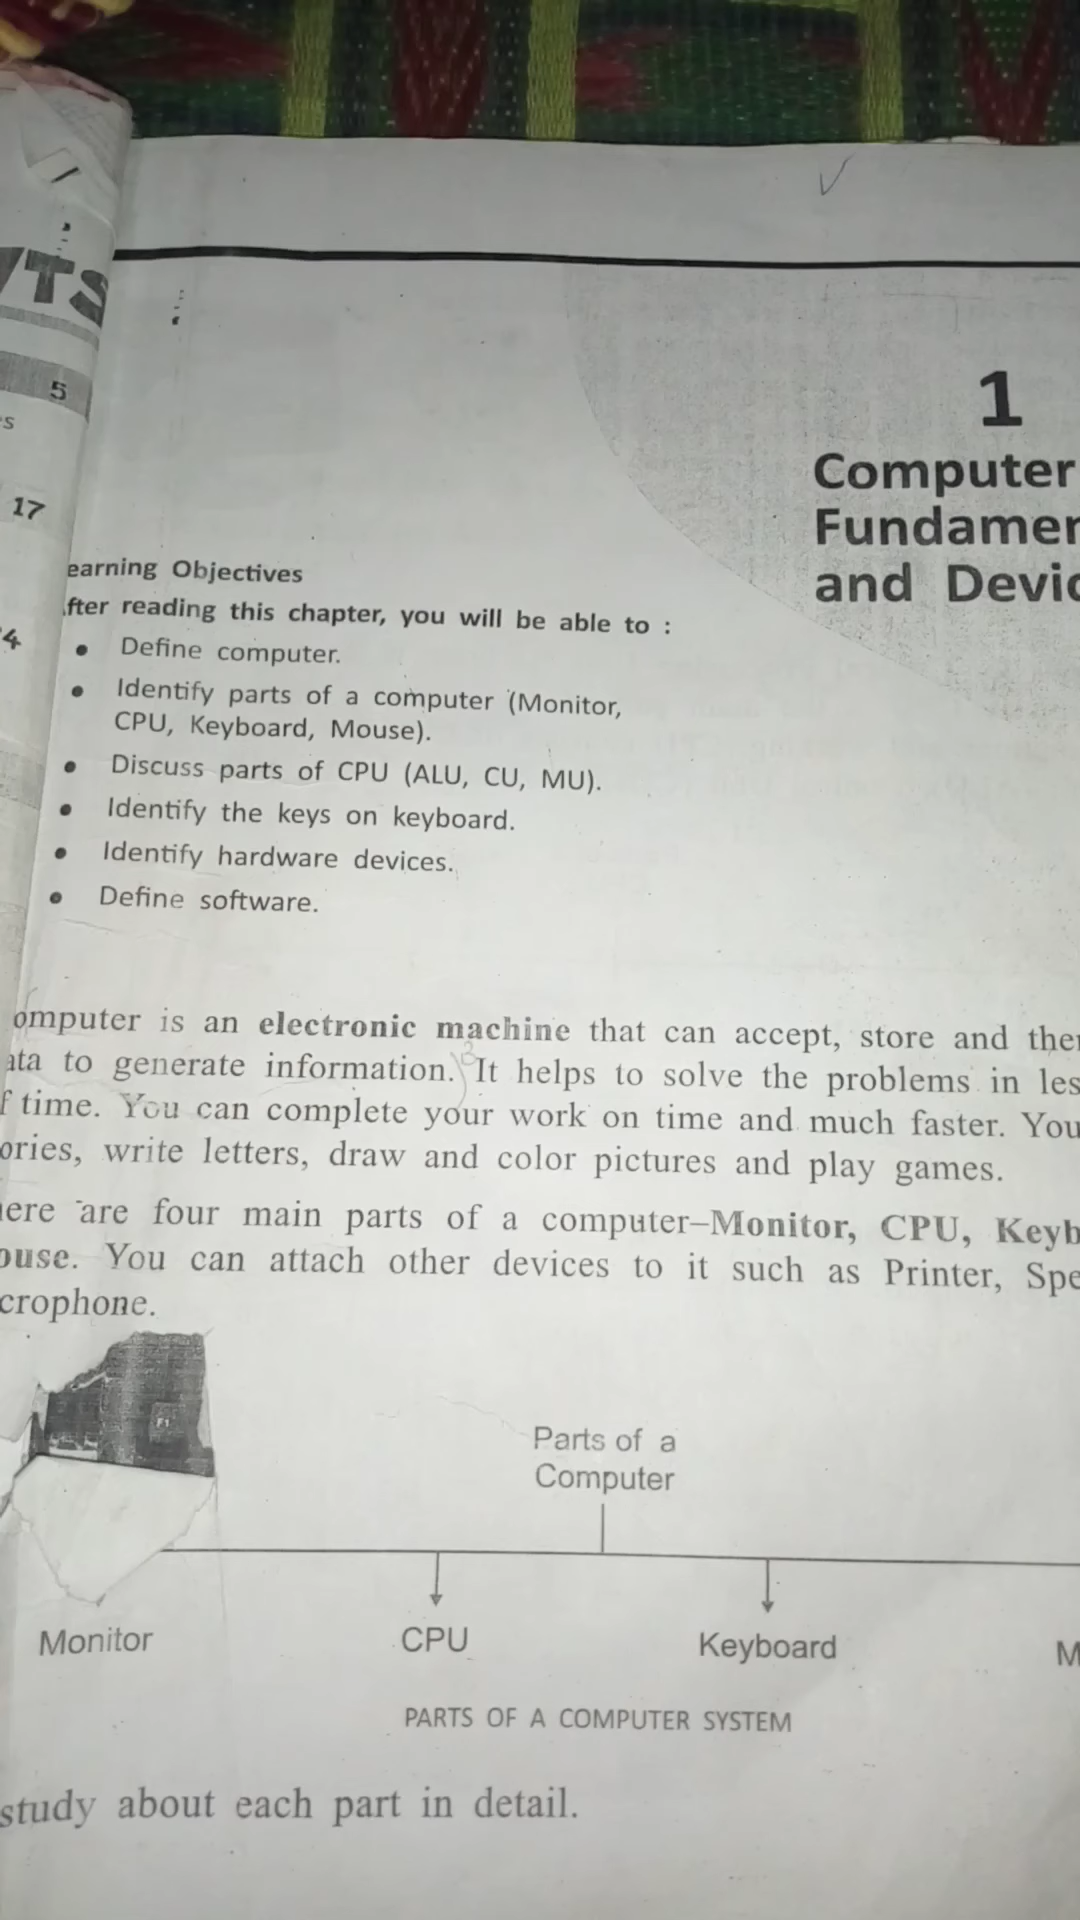 5
17
1
Computer
and
Learning Objectives
After reading this chapter, you will be able to :
• Define computer.
• Identify parts of a computer (Monitor,
CPU, Keyboard, Mouse).
• Discuss parts of CPU (ALU, CU, MU).
• Identify the keys on keyboard.
• Identify hardware devices.
• Define software.
omputer is an electronic machine that can accept, store and
ata to generate information. It helps to solve the problems in
f time. You can complete your work on time and much faster. You
ories, write letters, draw and color pictures and play games.
ere are four main parts of a computer–Monitor, CPU, Keyb
ouse. You can attach other devices to it such as Printer, Spe
crophone.
F1
Parts of a
Computer
Monitor CPU Keyboard M
PARTS OF A COMPUTER SYSTEM
study about each part in detail.